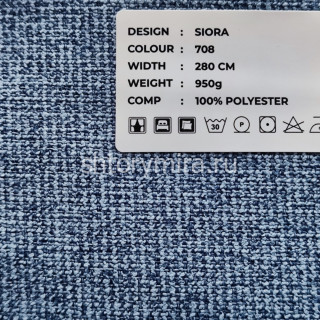 DESIGN : SIORA
COLOUR : 708
WIDTH : 280 CM
WEIGHT : 950g
COMP : 100% POLYESTER
30 P
shtorymira.ru